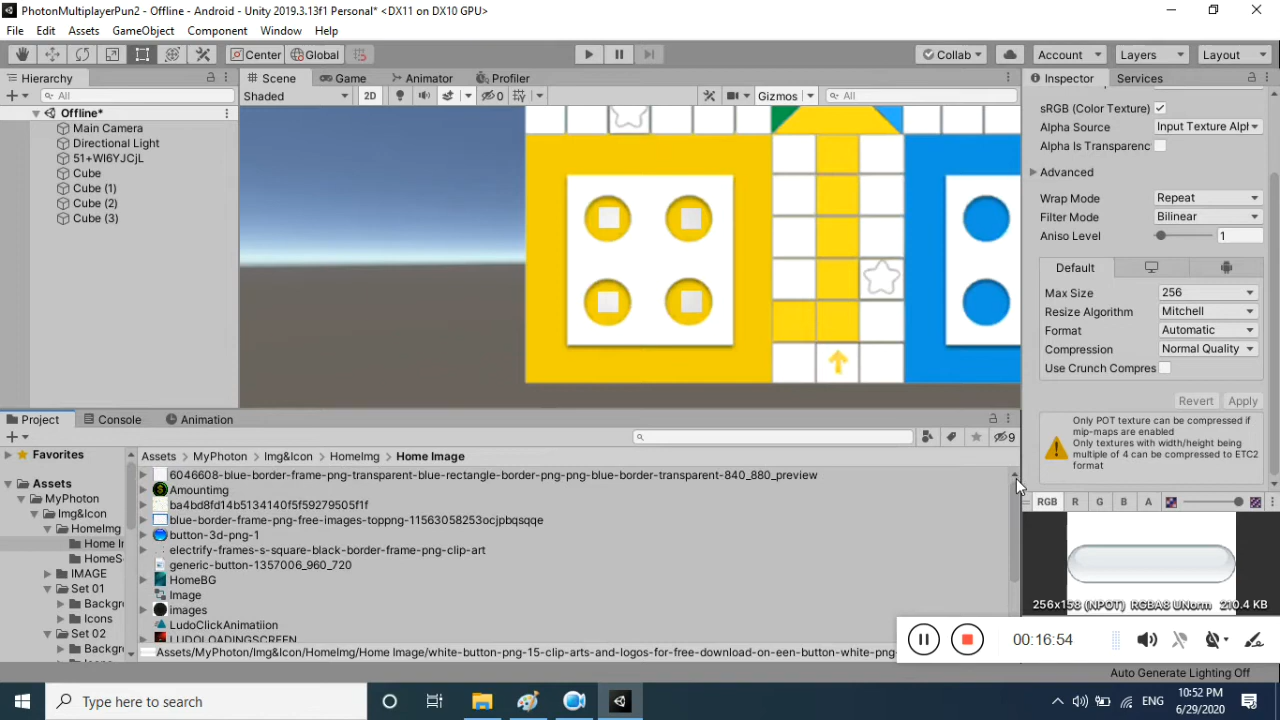 PhotonMultiplayerPun2 - Offline - Android - Unity 2019.3.13f1 Personal* <DX11 on DX10 GPU>
File Edit Assets GameObject Component Window Help
Center Global Collab Account Layers Layout
Hierarchy Scene Game Animator Profiler Inspector Services
All Shaded 2D 0 Gizmos All
Offline*
Main Camera
Directional Light
51+WI6YJCjL
Cube
Cube (1)
Cube (2)
Cube (3)
sRGB (Color Texture)
Alpha Source Input Texture Alpl
Alpha Is Transparenc
Advanced
Wrap Mode Repeat
Filter Mode Bilinear
Aniso Level 1
Default
Max Size 256
Resize Algorithm Mitchell
Format Automatic
Compression Normal Quality
Use Crunch Compres
Revert Apply
Only POT texture can be compressed if
mip-maps are enabled
Only textures with width/height being
multiple of 4 can be compressed to ETC2
format
RGB R G B A
256x158 (NPOT) RGBA8 UNorm 210.4 KB
Project Console Animation
9
Favorites
Assets
MyPhoton
Img&Icon
HomeImg
Home Ir
HomeS
IMAGE
Set 01
Backgr
Icons
Set 02
Backgr
Assets MyPhoton Img&Icon HomeImg Home Image
6046608-blue-border-frame-png-transparent-blue-rectangle-border-png-png-blue-border-transparent-840_880_preview
Amountimg
ba4bd8fd14b5134140f5f59279505f1f
blue-border-frame-png-free-images-toppng-11563058253ocjpbqsqqe
button-3d-png-1
electrify-frames-s-square-black-border-frame-png-clip-art
generic-button-1357006_960_720
HomeBG
Image
images
LudoClickAnimatiion
LUDOLOADINGSCREEN
Assets/MyPhoton/Img&Icon/HomeImg/Home Image/white-button-png-15-clip-arts-and-logos-for-free-download-on-een-button-white-png-
00:16:54
Auto Generate Lighting Off
Type here to search
ENG
10:52 PM
6/29/2020